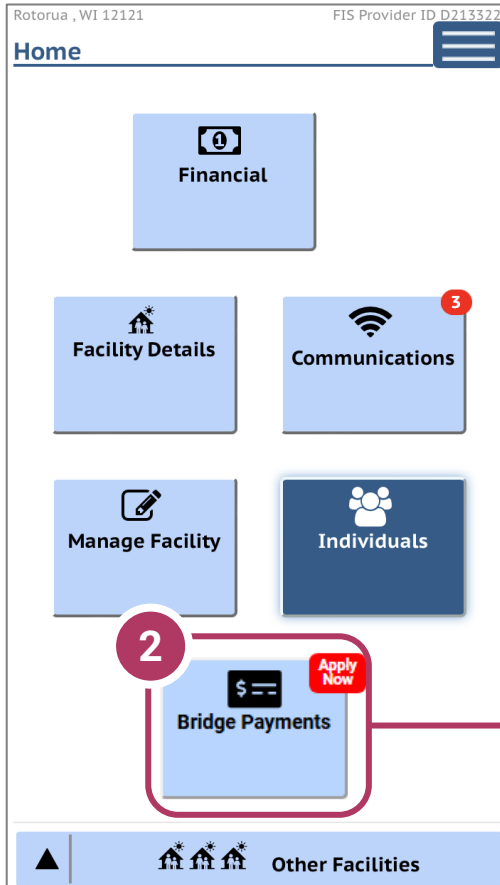 Rotorua , WI 12121 FIS Provider ID D213322
Home
1
Financial
Facility Details
3
Communications
Manage Facility
Individuals
2
Apply
Now
$
Bridge Payments
Other Facilities